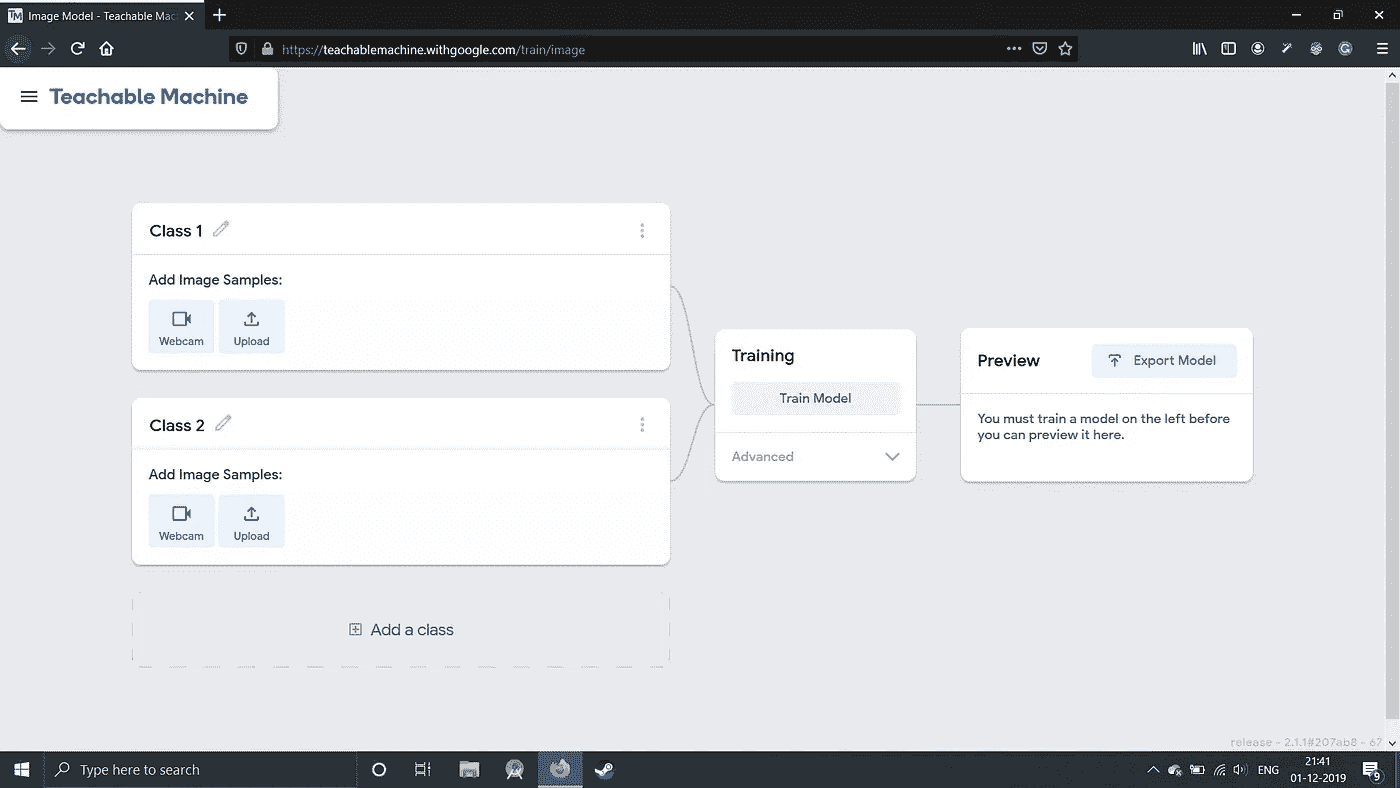 TM Image Model - Teachable Mac
https://teachablemachine.withgoogle.com/train/image
Teachable Machine
Class 1
Add Image Samples:
Webcam Upload
Class 2
Add Image Samples:
Webcam Upload
Add a class
Training
Train Model
Advanced
Preview
Export Model
You must train a model on the left before
you can preview it here.
release - 2.1.1#207ab8 - 67
Type here to search
ENG
21:41
01-12-2019
9